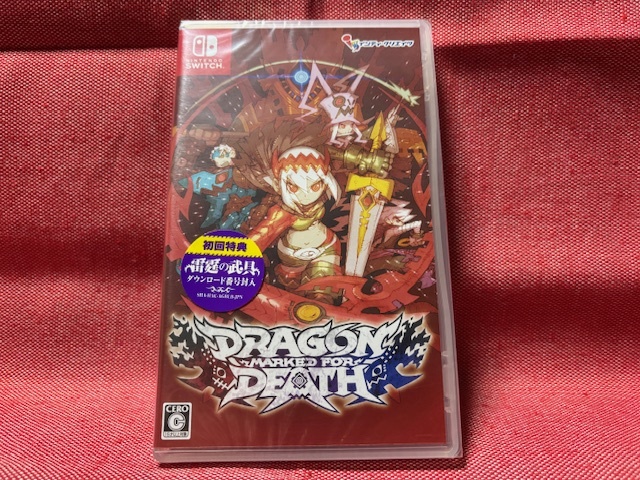 NINTENDO
SWITCH
インティ・クリエイツ
初回特典
雷霆の武具
ダウンロード番号封入
DRAGON
MARKED FOR
DEATH
CERO
C